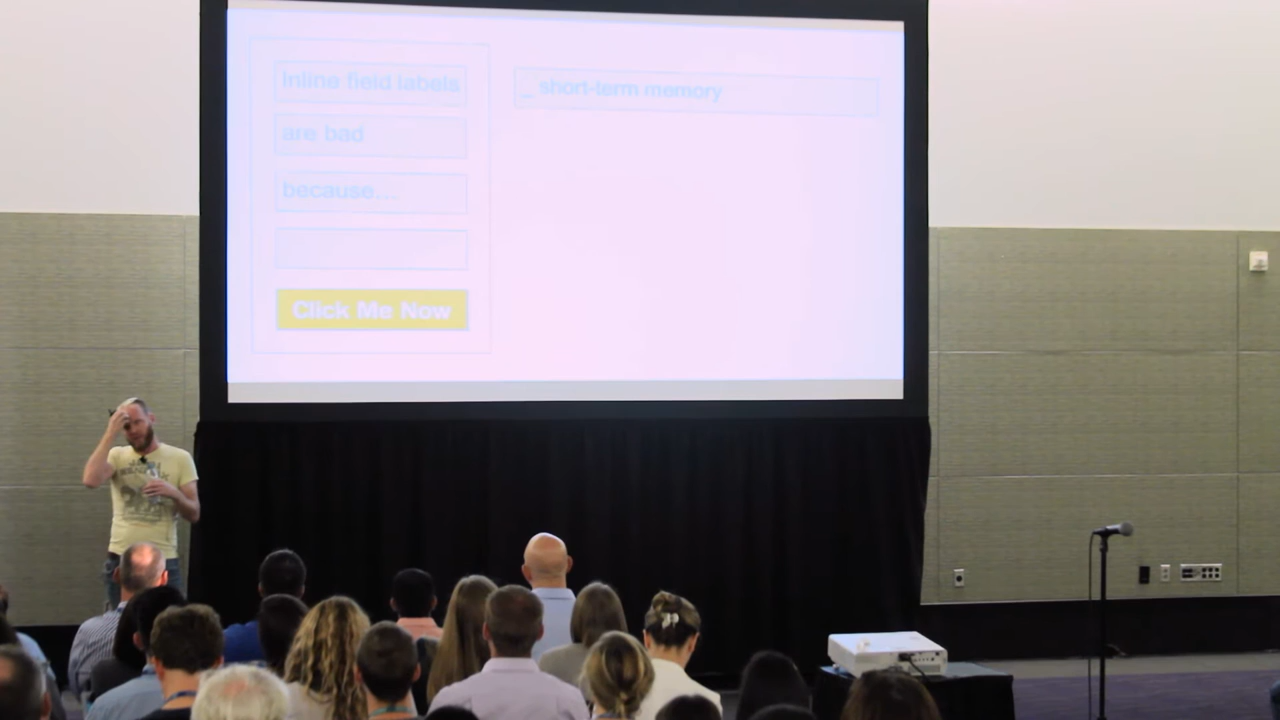 inline field labels
are bad
because....
Click Me Now
_ short-term memory